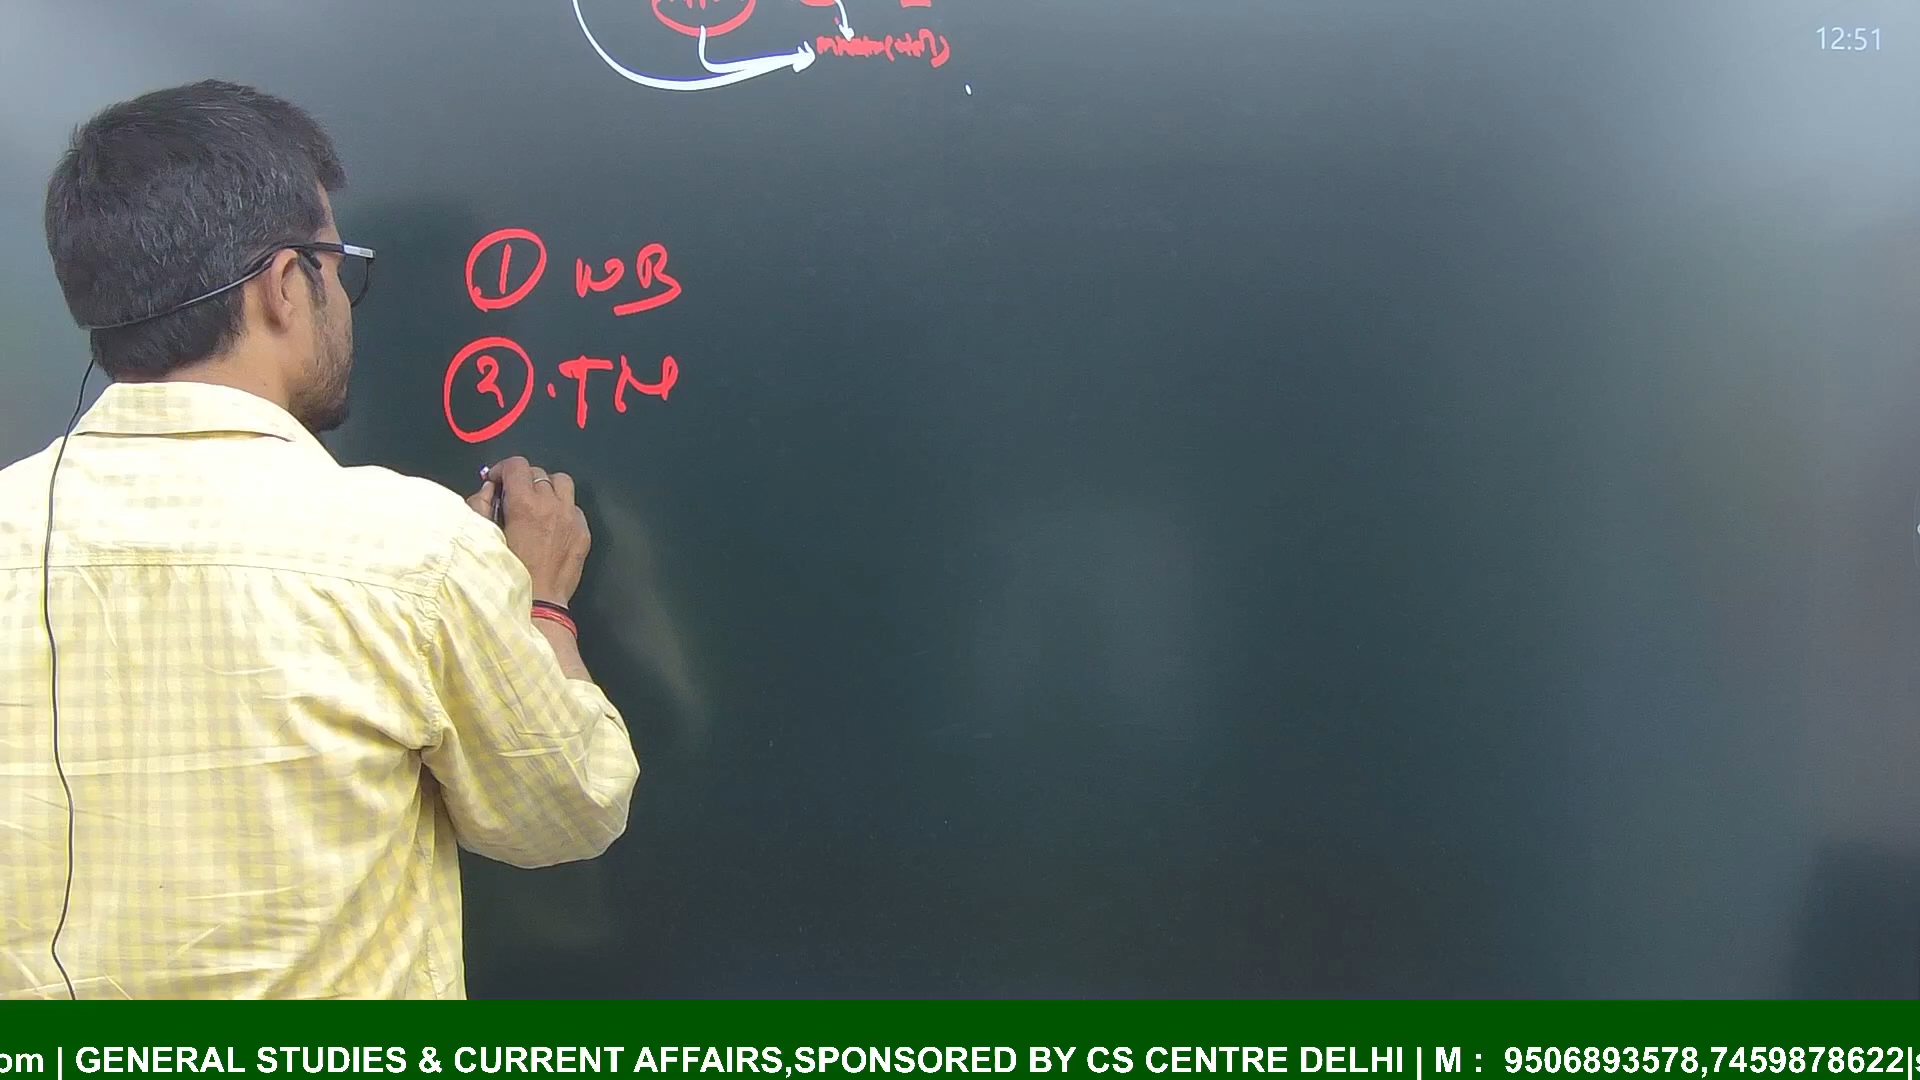 12:51
① WB
② . TN
om | GENERAL STUDIES & CURRENT AFFAIRS,SPONSORED BY CS CENTRE DELHI | M : 9506893578,7459878622|s